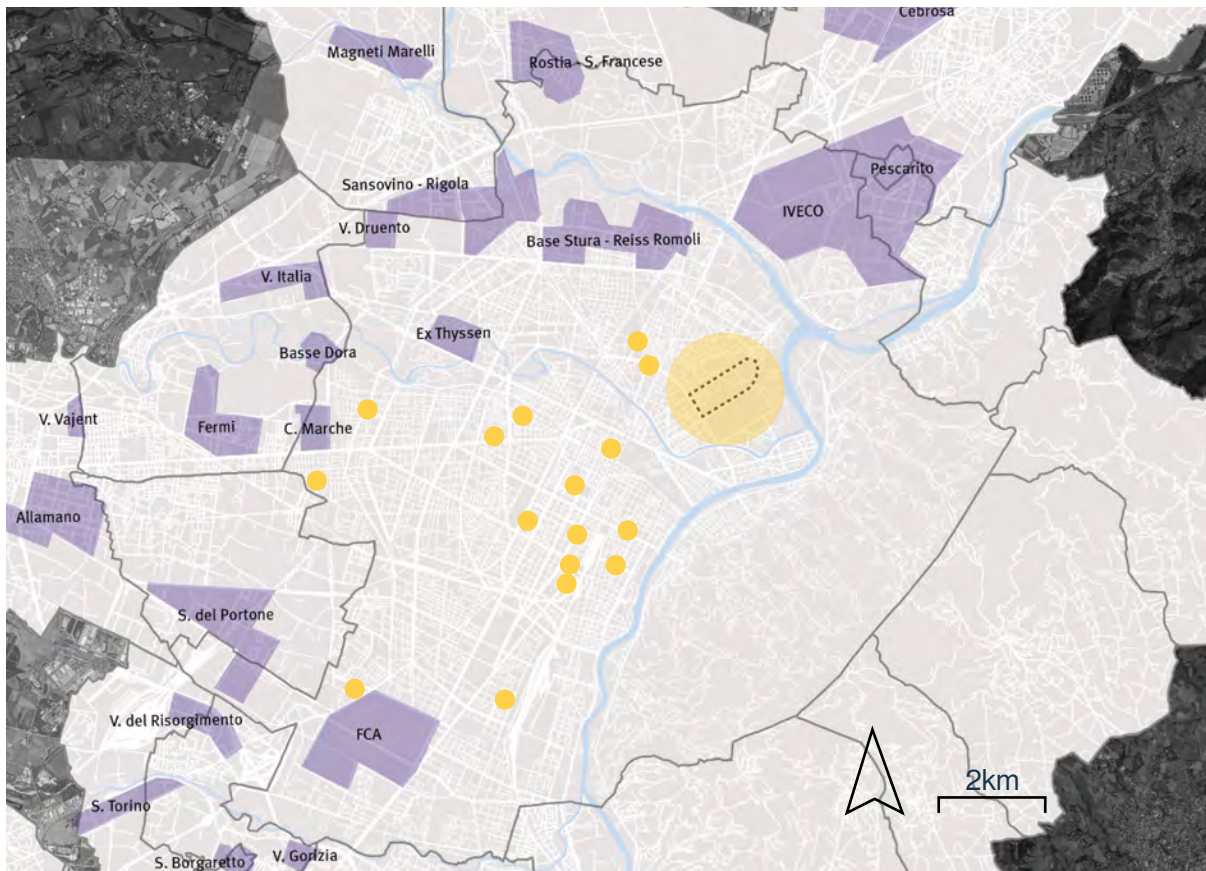 Cebrosa
Magneti Marelli
Rostia - S. Francese
Pescarito
Sansovino - Rigola
IVECO
V. Druento
Base Stura - Reiss Romoli
V. Italia
Ex Thyssen
Basse Dora
V. Vajent
Fermi
C. Marche
Allamano
S. del Portone
V. del Risorgimento
FCA
2km
S. Torino
S. Borgaretto
V. Gorizia